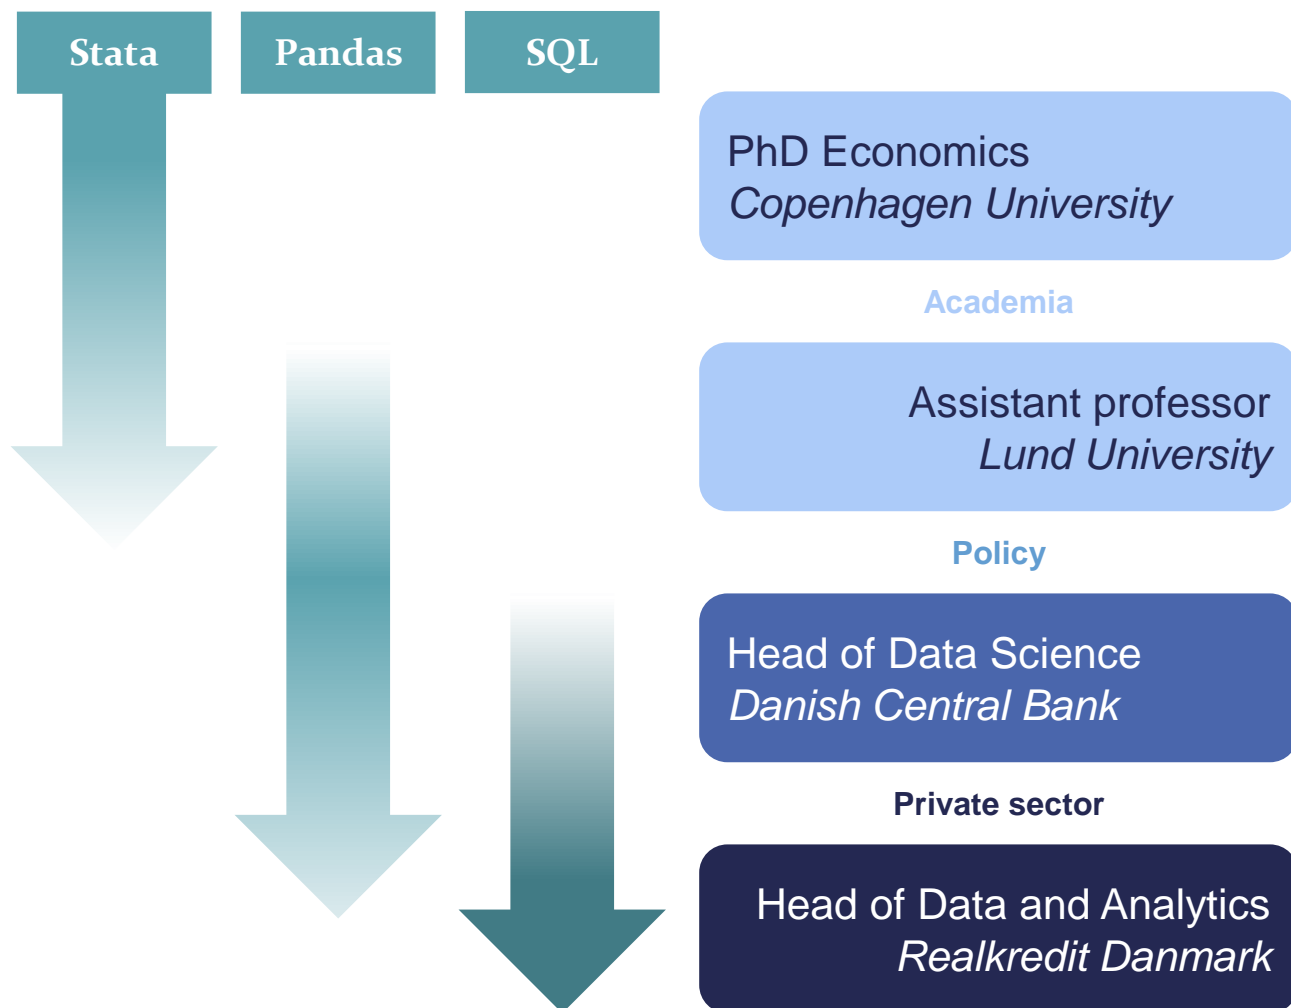 Stata
Pandas
SQL
PhD Economics
Copenhagen University
Academia
Assistant professor
Lund University
Policy
Head of Data Science
Danish Central Bank
Private sector
Head of Data and Analytics
Realkredit Danmark